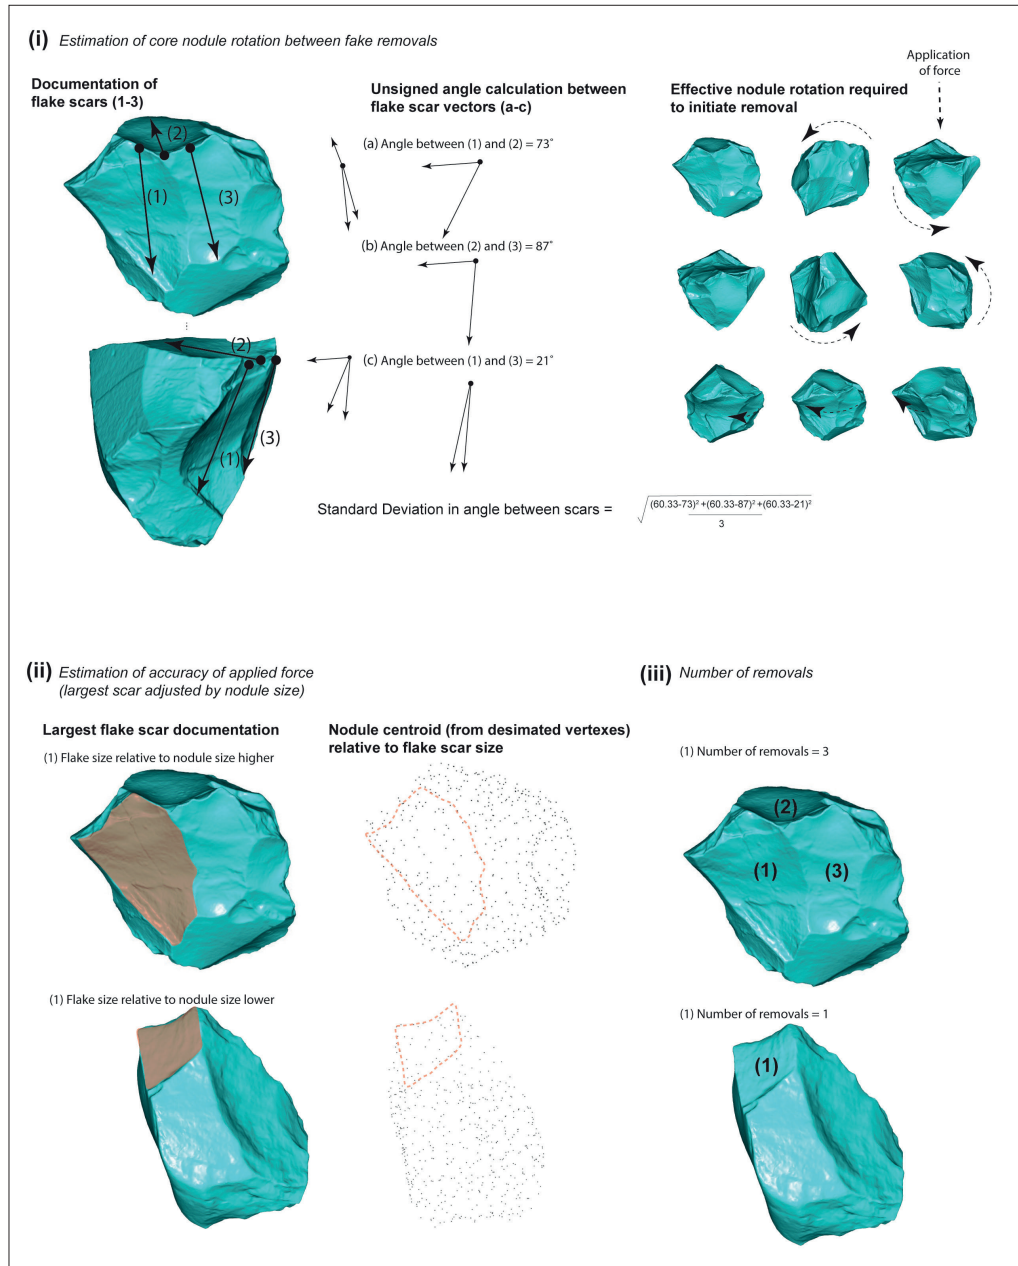 (i) Estimation of core nodule rotation between fake removals
Documentation of
flake scars (1-3)
(2)
(1)
(3)
(2)
(1)
(3)
Unsigned angle calculation between
flake scar vectors (a-c)
(a) Angle between (1) and (2) = 73°
(b) Angle between (2) and (3) = 87°
(c) Angle between (1) and (3) = 21°
Effective nodule rotation required
to initiate removal
Application
of force
Standard Deviation in angle between scars = √(60.33-73)² +(60.33-87)² +(60.33-21)²
3
(ii) Estimation of accuracy of applied force
(largest scar adjusted by nodule size)
Largest flake scar documentation
(1) Flake size relative to nodule size higher
(1) Flake size relative to nodule size lower
Nodule centroid (from desimated vertexes)
relative to flake scar size
(iii) Number of removals
(1) Number of removals = 3
(2)
(1)
(3)
(1) Number of removals = 1
(1)